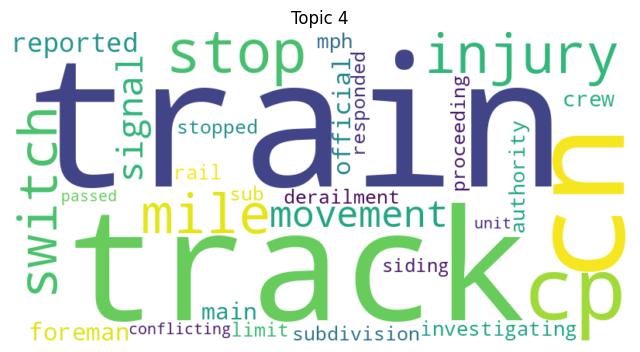 Topic 4
reported
stop
mph
injury
train
switch
signal
stopped
official
responded
proceeding
crew
cn
rail
passed
sub
derailment
authority
mile
movement
track
unit
siding
cp
main
foreman
conflicting
limit
subdivision
investigating